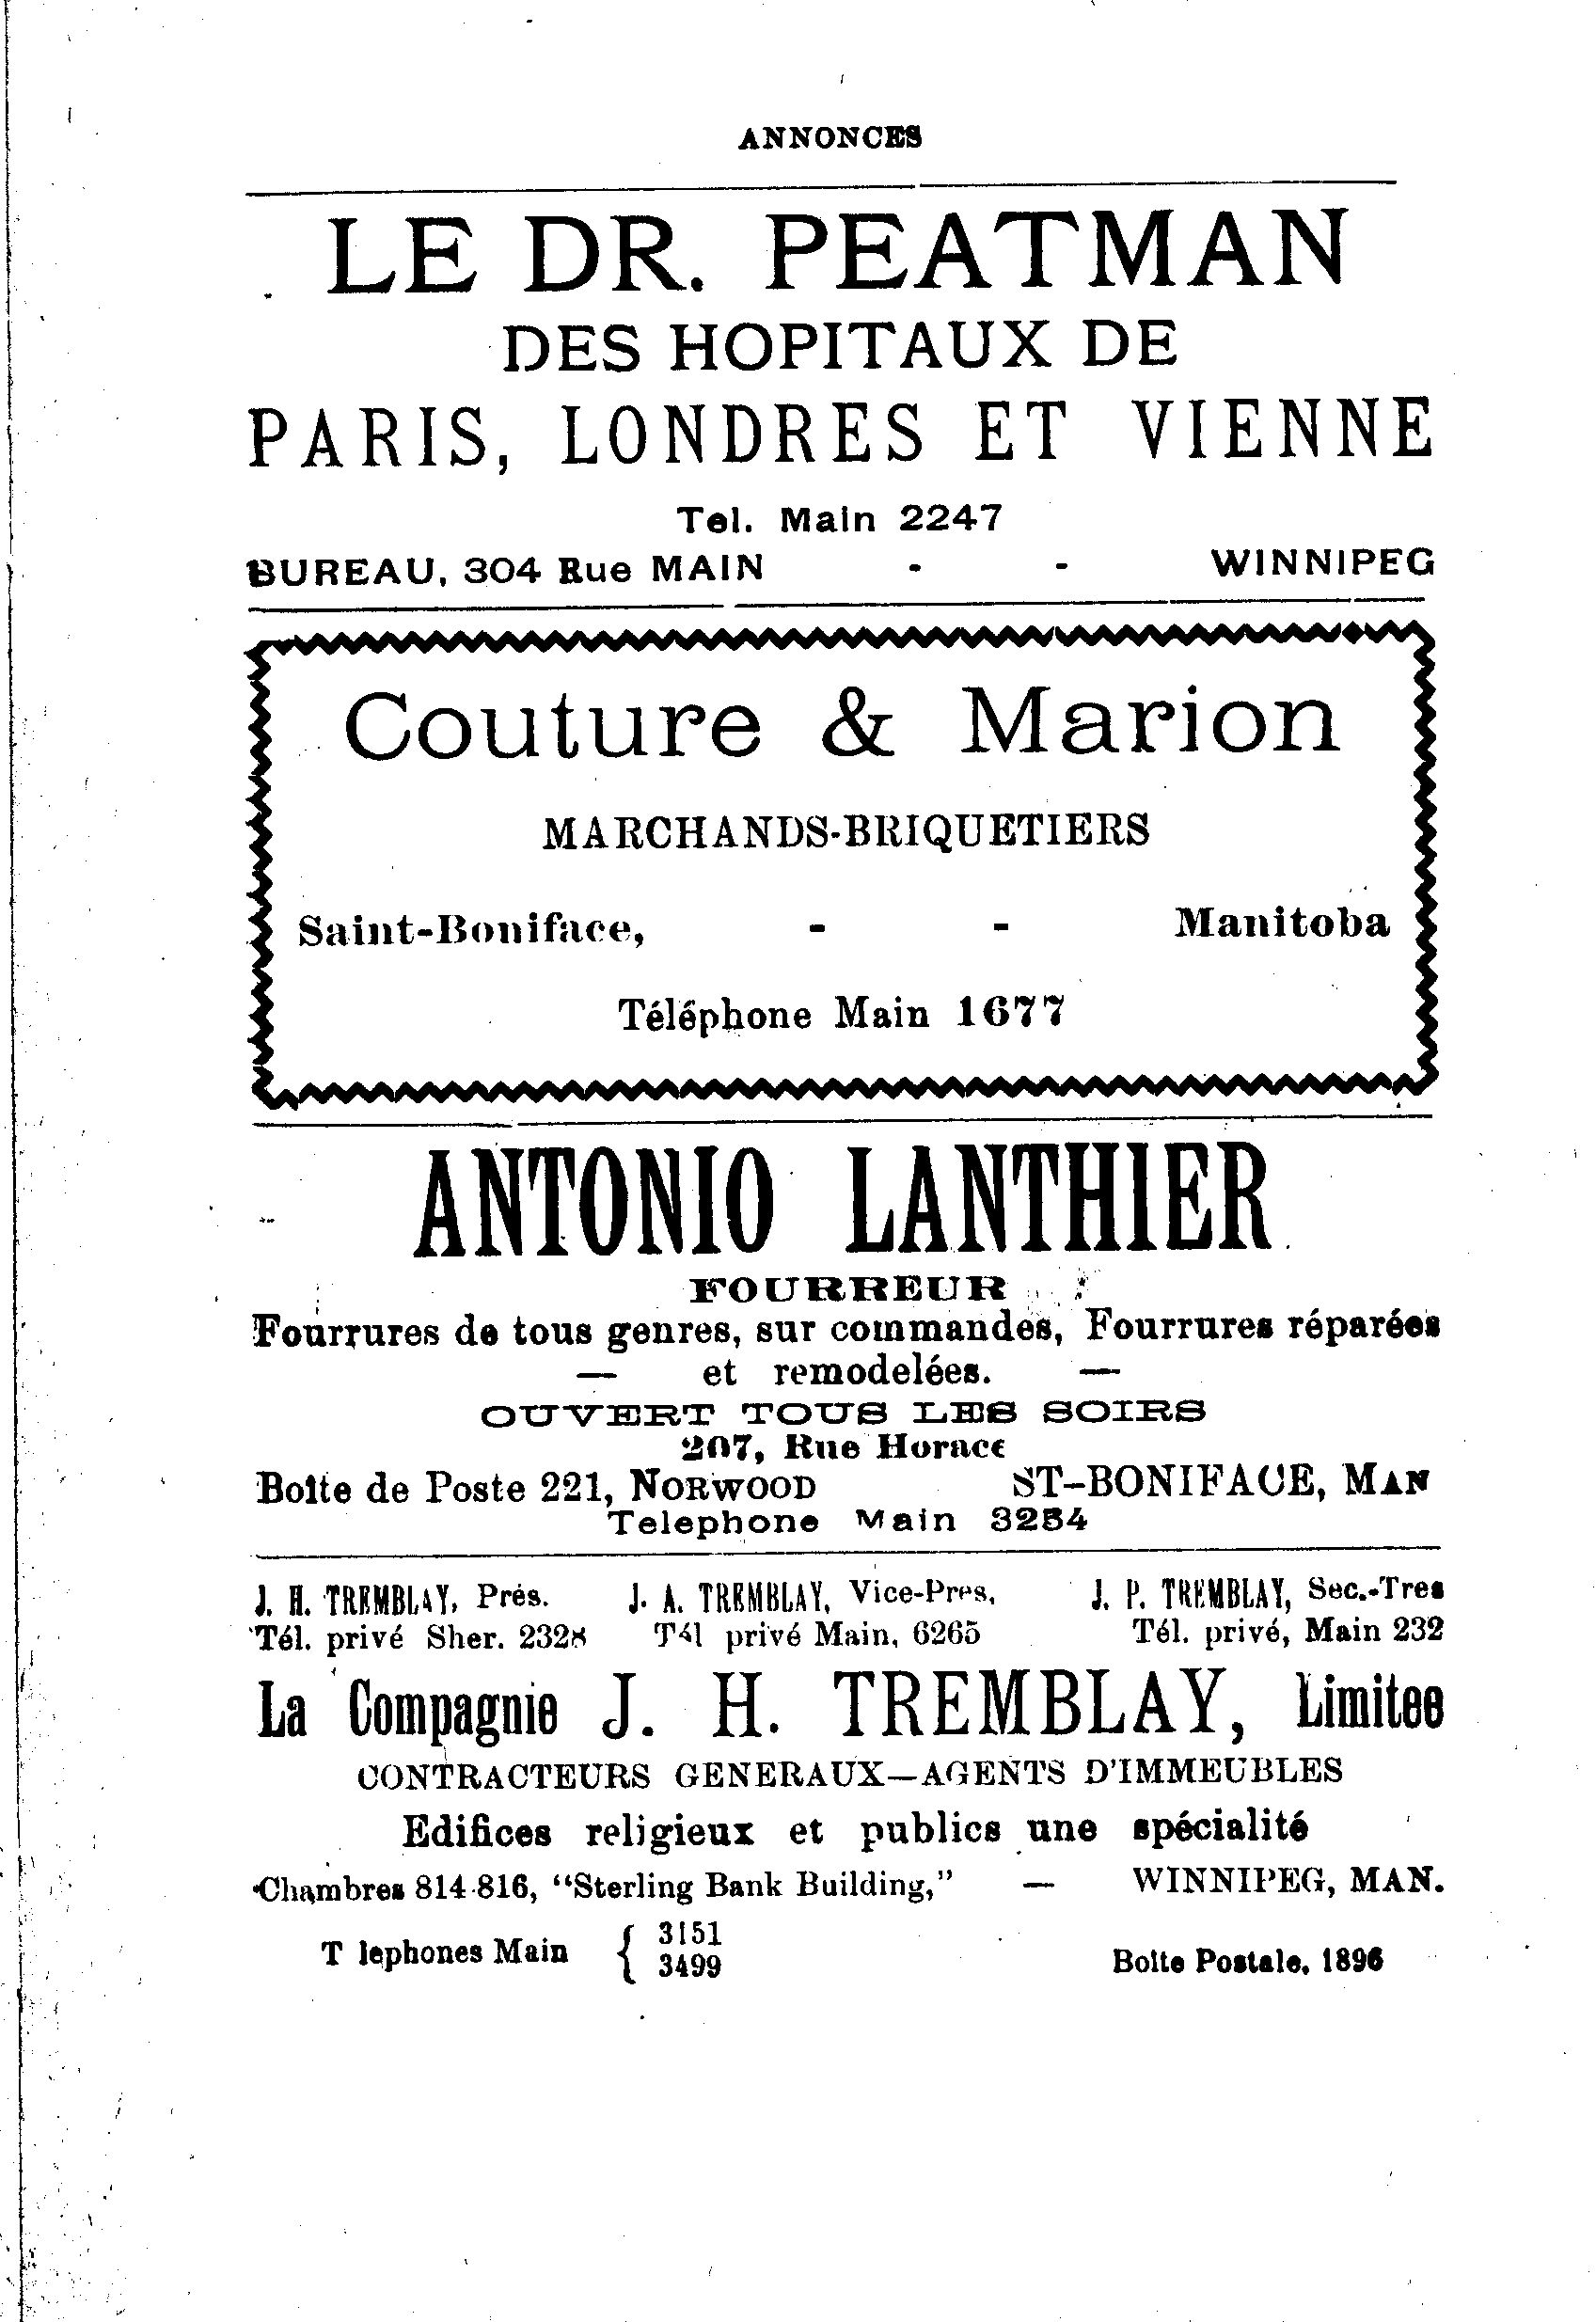 ANNONCES
LE DR. PEATMAN
DES HOPITAUX DE
PARIS, LONDRES ET VIENNE
Tel. Main 2247
BUREAU, 304 Rue MAIN - - WINNIPEG
Couture & Marion
MARCHANDS-BRIQUETIERS
Saint-Boniface, - - Manitoba
Téléphone Main 1677
ANTONIO LANTHIER
FOURREUR
Fourrures de tous genres, sur commandes, Fourrures réparées
— et remodelées. —
OUVERT TOUS LES SOIRS
207, Rue Horace
Boite de Poste 221, NORWOOD ST-BONIFACE, MAN
Telephone Main 3254
J. H. TREMBLAY, Prés. J. A. TREMBLAY, Vice-Pres, J. P. TREMBLAY, Sec.-Tres
Tél. privé Sher. 2328 Tél privé Main, 6265 Tél. privé, Main 232
La Compagnie J. H. TREMBLAY, Limitee
CONTRACTEURS GENERAUX—AGENTS D'IMMEUBLES
Edifices religieux et publics une spécialité
Chambres 814-816, "Sterling Bank Building," — WINNIPEG, MAN.
T lephones Main { 3151
3499
Boite Postale, 1896